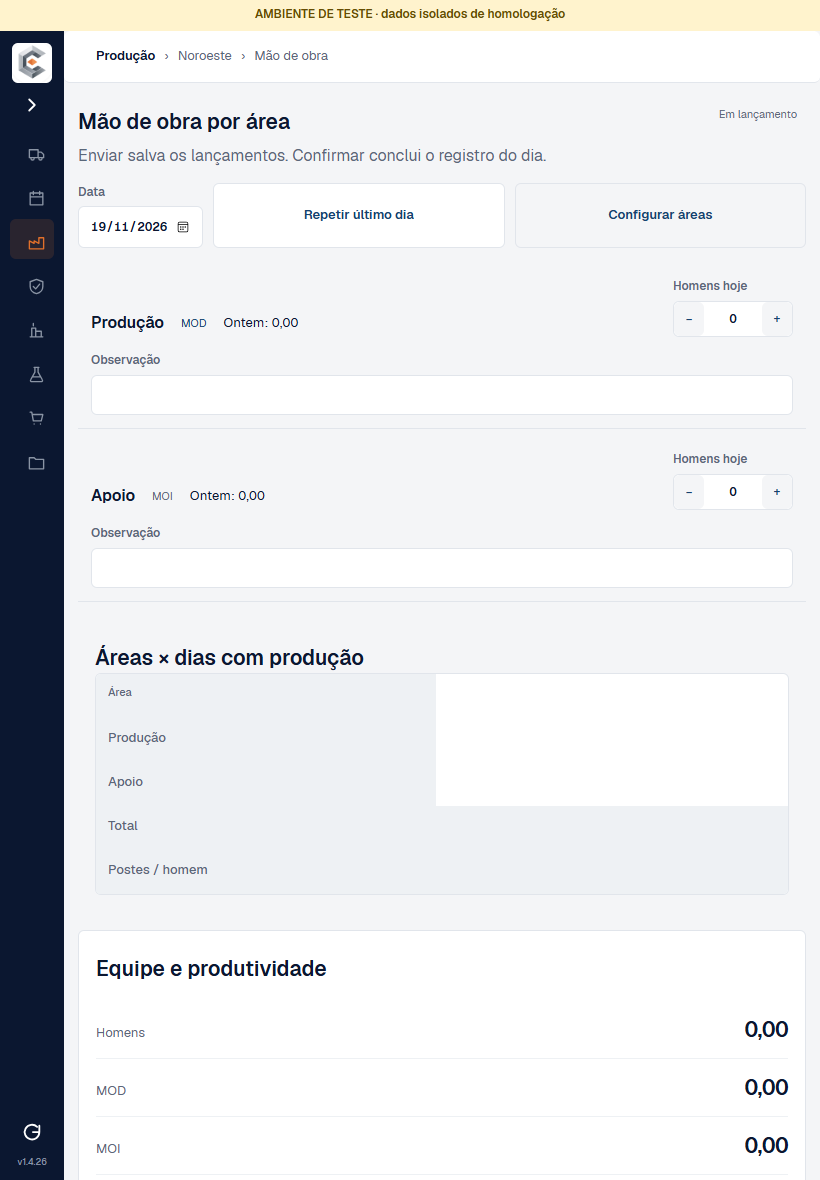 AMBIENTE DE TESTE · dados isolados de homologação
Produção › Noroeste › Mão de obra
Mão de obra por área
Em lançamento
Enviar salva os lançamentos. Confirmar conclui o registro do dia.
Data
19/11/2026
Repetir último dia
Configurar áreas
Homens hoje
Produção MOD Ontem: 0,00
− 0 +
Observação
Homens hoje
Apoio MOI Ontem: 0,00
− 0 +
Observação
Áreas × dias com produção
Área
Produção
Apoio
Total
Postes / homem
Equipe e produtividade
Homens 0,00
MOD 0,00
MOI 0,00
v1.4.26